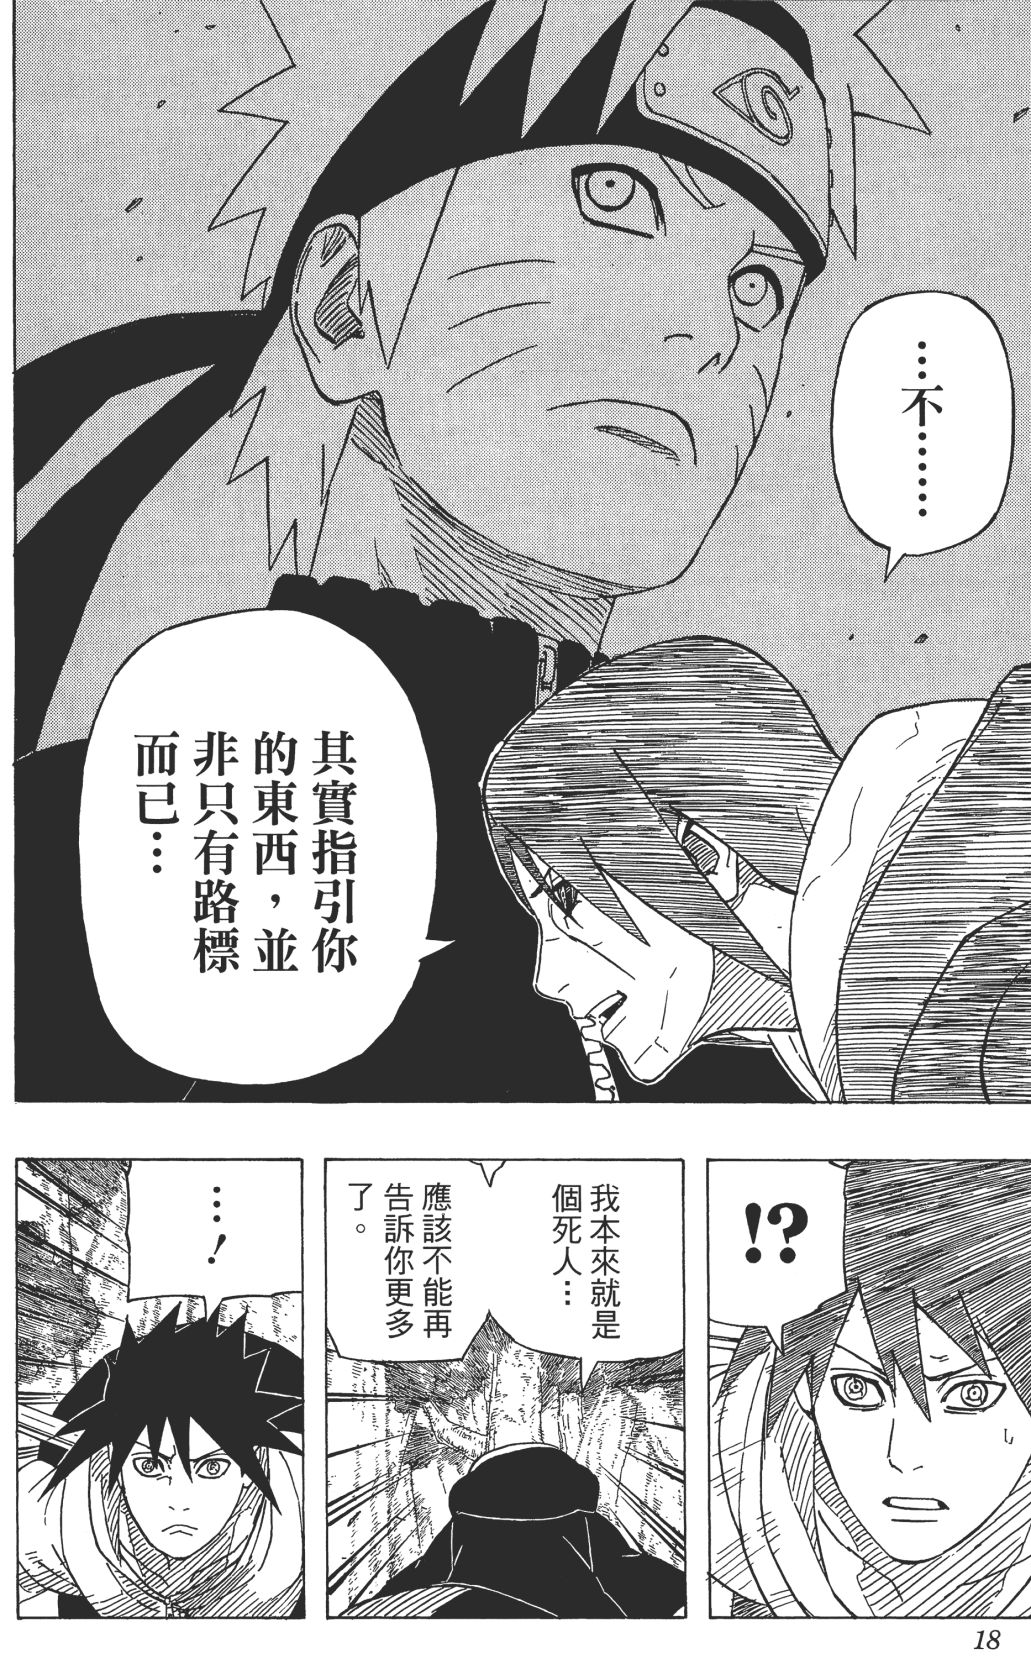 …不……
其實指引你
的東西，並
非只有路標
而已…
!?
我本來就是
個死人…
應該不能再
告訴你更多
了。
…!
18